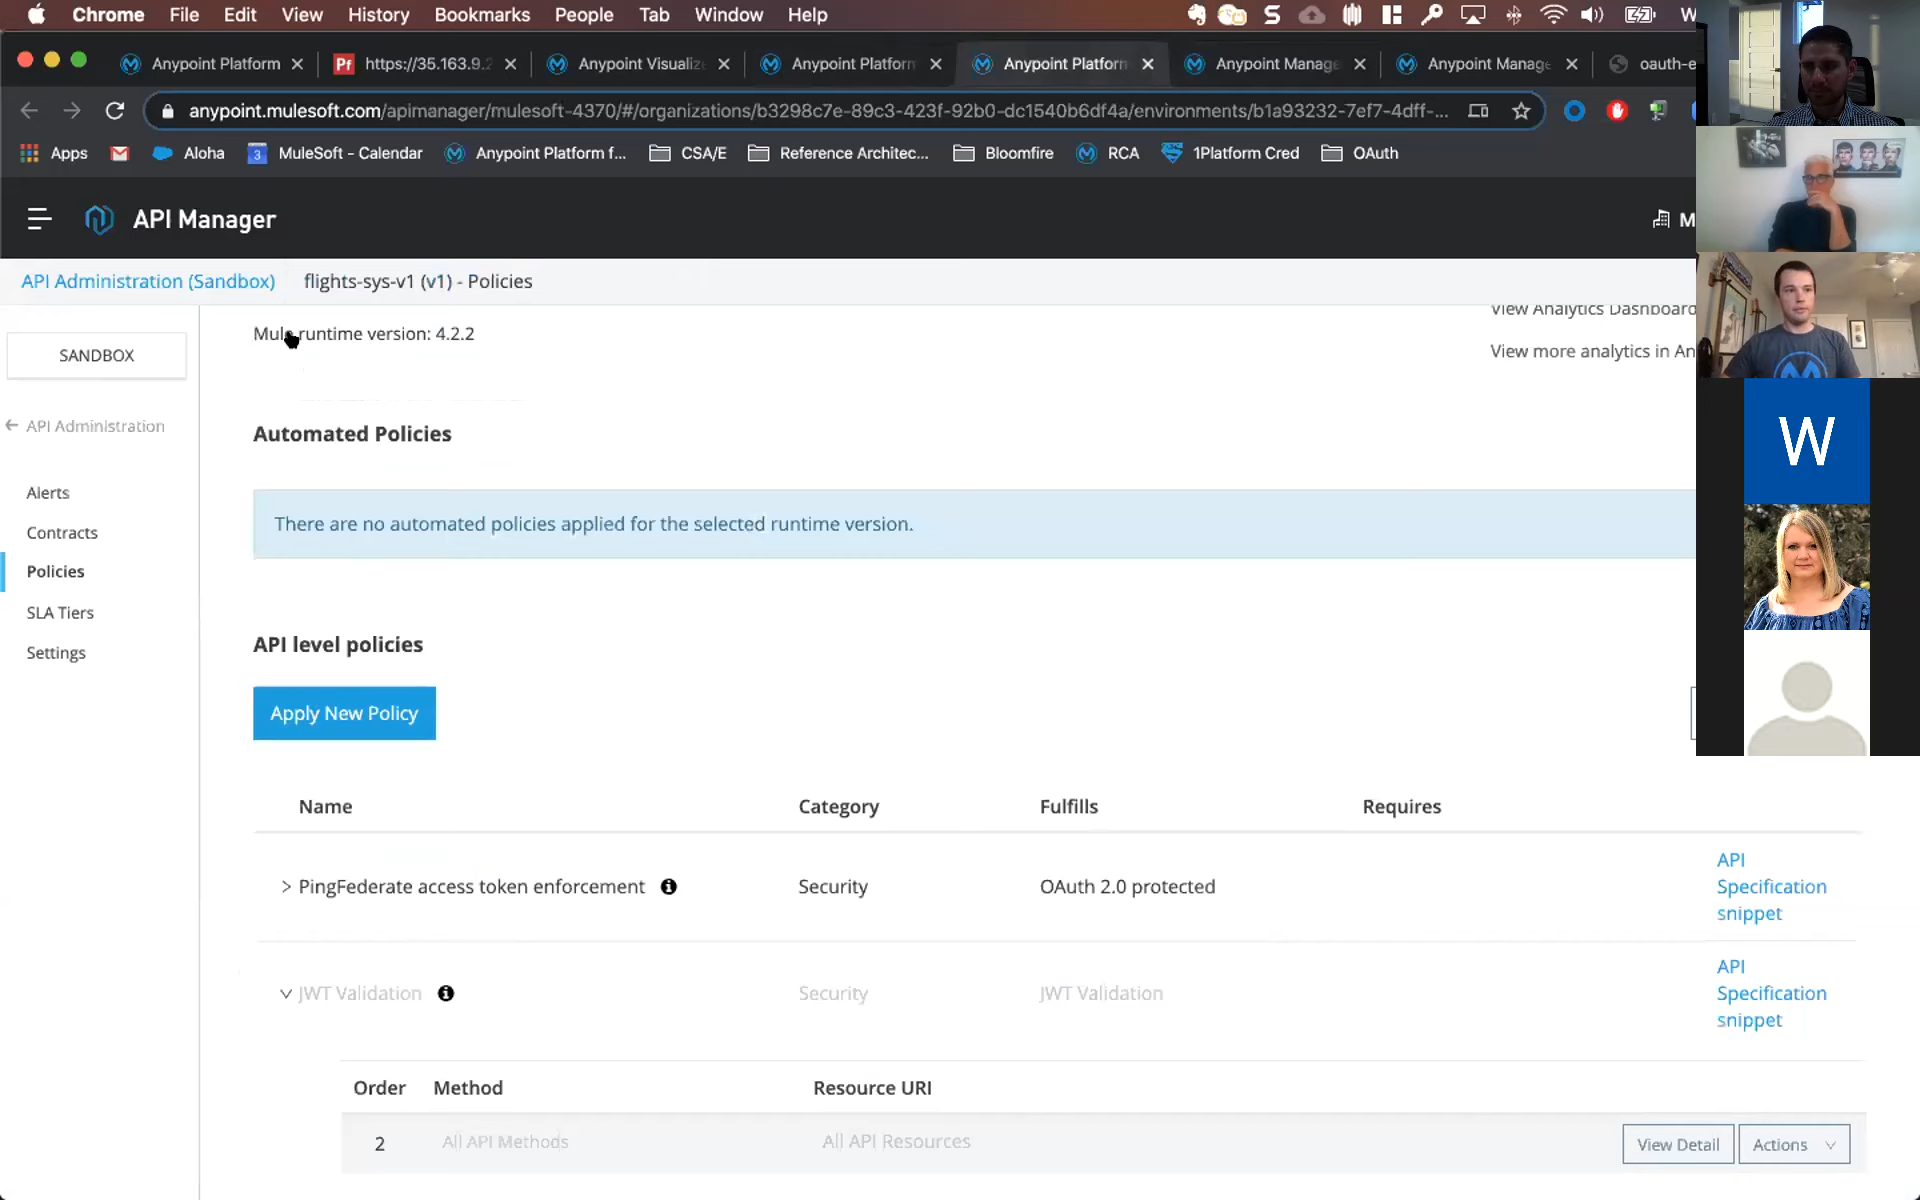 Chrome File Edit View History Bookmarks People Tab Window Help
Anypoint Platform
https://35.163.9.2
Anypoint Visualiz
Anypoint Platform
Anypoint Platform
Anypoint Manage
Anypoint Manage
oauth-e
anypoint.mulesoft.com/apimanager/mulesoft-4370/#/organizations/b3298c7e-89c3-423f-92b0-dc1540b6df4a/environments/b1a93232-7ef7-4dff-...
Apps Aloha MuleSoft - Calendar Anypoint Platform f... CSA/E Reference Architec... Bloomfire RCA 1Platform Cred OAuth
API Manager
M
API Administration (Sandbox) flights-sys-v1 (v1) - Policies
SANDBOX
API Administration
Alerts
Contracts
Policies
SLA Tiers
Settings
Mule runtime version: 4.2.2
View Analytics Dashboard
View more analytics in An
Automated Policies
There are no automated policies applied for the selected runtime version.
API level policies
Apply New Policy
Name Category Fulfills Requires
PingFederate access token enforcement Security OAuth 2.0 protected API Specification snippet
JWT Validation Security JWT Validation API Specification snippet
Order Method Resource URI
2 All API Methods All API Resources View Detail Actions
W